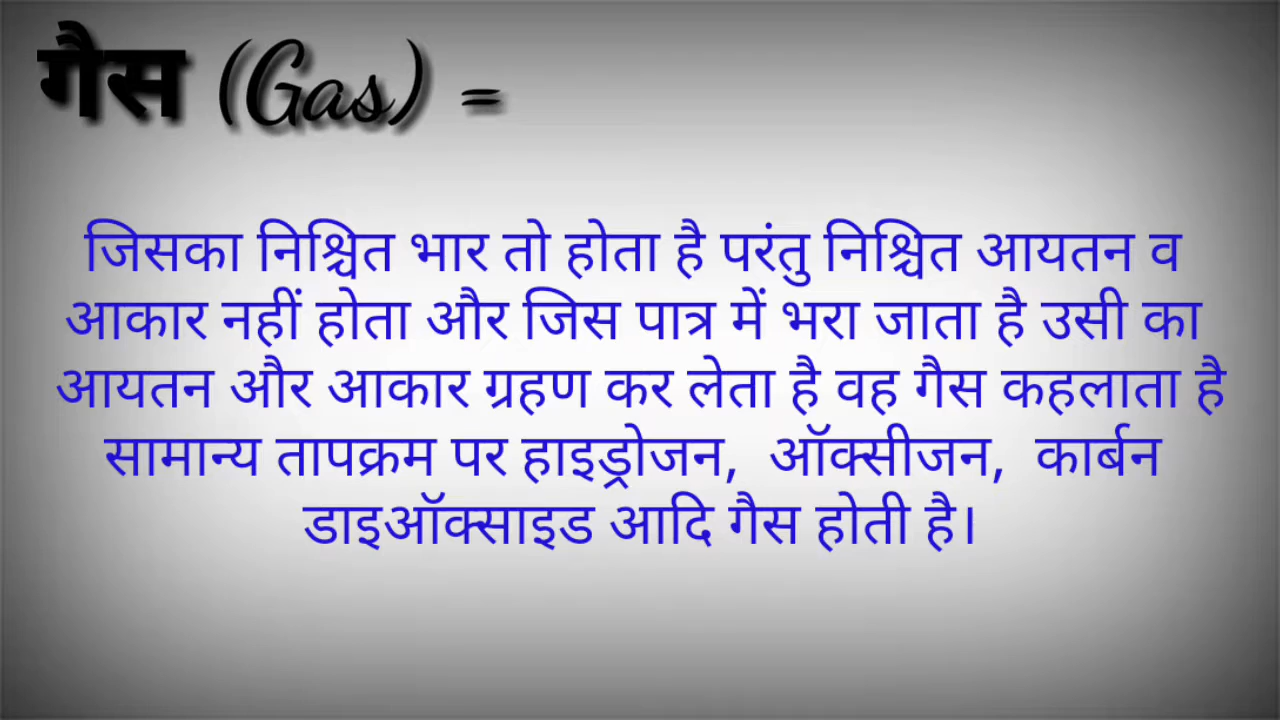 गैस (Gas) =
जिसका निश्चित भार तो होता है परंतु निश्चित आयतन व
आकार नहीं होता और जिस पात्र में भरा जाता है उसी का
आयतन और आकार ग्रहण कर लेता है वह गैस कहलाता है
सामान्य तापक्रम पर हाइड्रोजन, ऑक्सीजन, कार्बन
डाइऑक्साइड आदि गैस होती है।